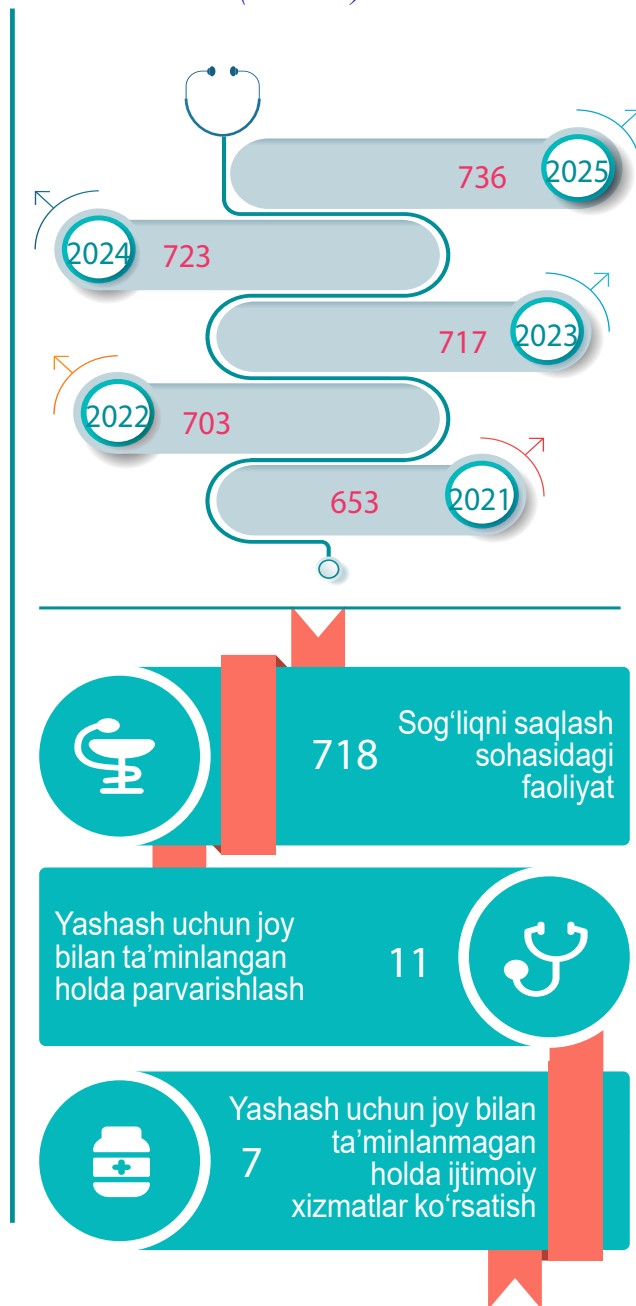 736
2025
2024
723
717
2023
2022
703
653
2021
718
Sog‘liqni saqlash
sohasidagi
faoliyat
Yashash uchun joy
bilan ta’minlangan
holda parvarishlash
11
7
Yashash uchun joy bilan
ta’minlanmagan
holda ijtimoiy
xizmatlar ko‘rsatish